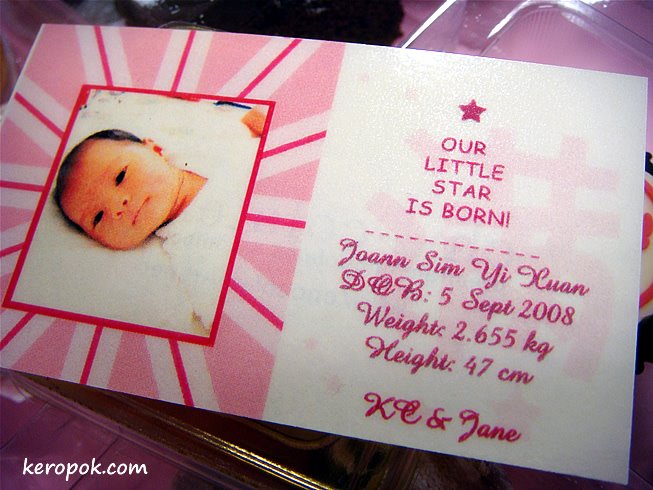 OUR
LITTLE
STAR
IS BORN!
Joann Sim Yi Xuan
DOB: 5 Sept 2008
Weight: 2.655 kg
Height: 47 cm
KC & Jane
keropok.com